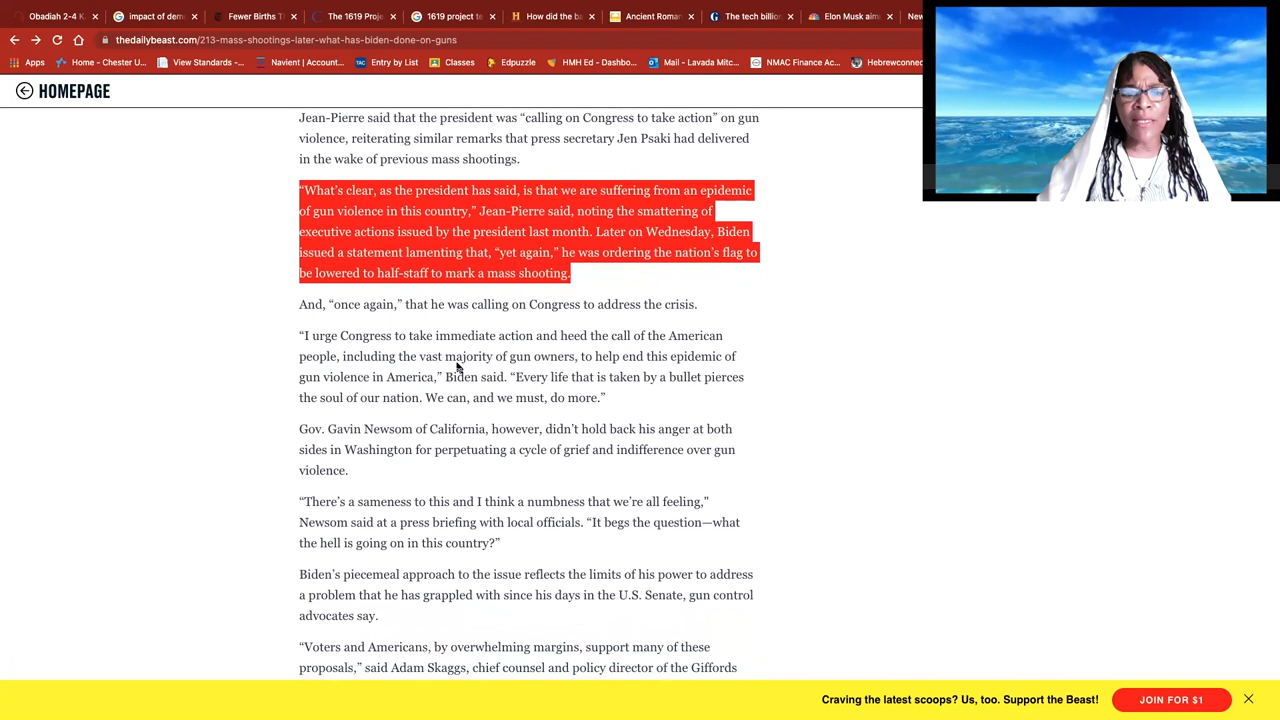 Obadiah 2-4 K
impact of dem
Fewer Births T
The 1619 Proj
1619 project te
How did the ba
Ancient Roman
The tech billion
Elon Musk aim
New
thedailybeast.com/213-mass-shootings-later-what-has-biden-done-on-guns
Apps
Home - Chester U...
View Standards -...
Navient | Account...
Entry by List
Classes
Edpuzzle
HMH Ed - Dashbo...
Mail - Lavada Mitc...
NMAC Finance Ac...
Hebrewconnec
HOMEPAGE
Jean-Pierre said that the president was “calling on Congress to take action” on gun
violence, reiterating similar remarks that press secretary Jen Psaki had delivered
in the wake of previous mass shootings.
“What’s clear, as the president has said, is that we are suffering from an epidemic
of gun violence in this country,” Jean-Pierre said, noting the smattering of
executive actions issued by the president last month. Later on Wednesday, Biden
issued a statement lamenting that, “yet again,” he was ordering the nation’s flag to
be lowered to half-staff to mark a mass shooting.
And, “once again,” that he was calling on Congress to address the crisis.
“I urge Congress to take immediate action and heed the call of the American
people, including the vast majority of gun owners, to help end this epidemic of
gun violence in America,” Biden said. “Every life that is taken by a bullet pierces
the soul of our nation. We can, and we must, do more.”
Gov. Gavin Newsom of California, however, didn’t hold back his anger at both
sides in Washington for perpetuating a cycle of grief and indifference over gun
violence.
“There’s a sameness to this and I think a numbness that we’re all feeling,"
Newsom said at a press briefing with local officials. “It begs the question—what
the hell is going on in this country?”
Biden’s piecemeal approach to the issue reflects the limits of his power to address
a problem that he has grappled with since his days in the U.S. Senate, gun control
advocates say.
“Voters and Americans, by overwhelming margins, support many of these
proposals,” said Adam Skaggs, chief counsel and policy director of the Giffords
Craving the latest scoops? Us, too. Support the Beast!
JOIN FOR $1